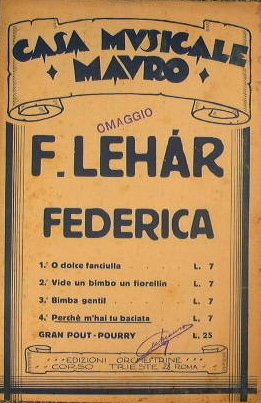 CASA MVSICALE
MAVRO
OMAGGIO
F. LEHÁR
FEDERICA
1.° O dolce fanciulla . . . . . L. 7
2.° Vide un bimbo un fiorellin L. 7
3.° Bimba gentil . . . . . L. 7
4.° Perchè m'hai tu baciata L. 7
GRAN POUT-POURRY L. 25
EDIZIONI ORCHESTRINE
CORSO TRIESTE 28 ROMA